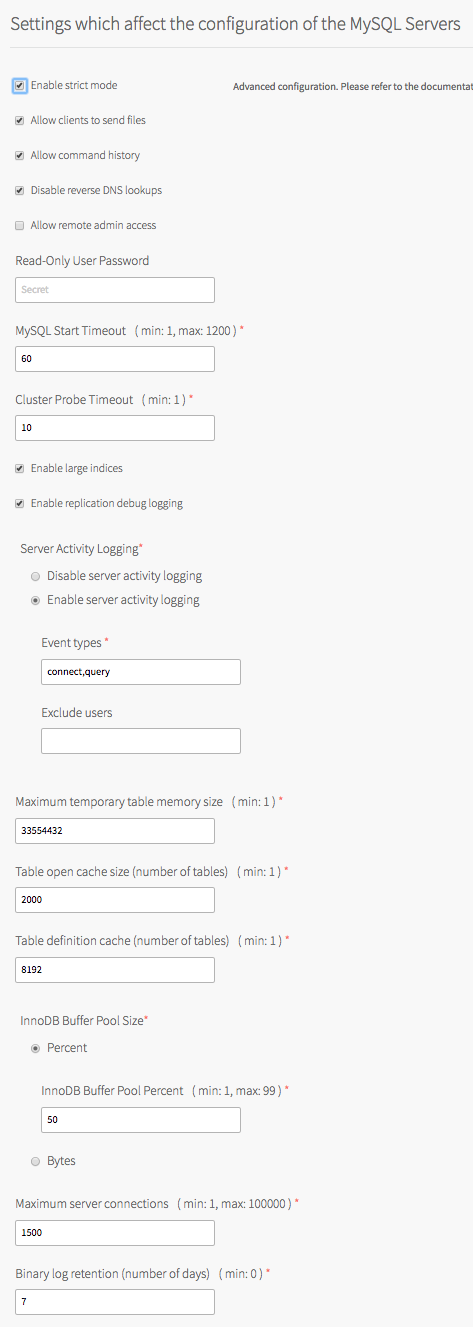 Settings which affect the configuration of the MySQL Servers
Enable strict mode
Advanced configuration. Please refer to the documentat
Allow clients to send files
Allow command history
Disable reverse DNS lookups
Allow remote admin access
Read-Only User Password
Secret
MySQL Start Timeout ( min: 1, max: 1200 ) *
60
Cluster Probe Timeout ( min: 1 ) *
10
Enable large indices
Enable replication debug logging
Server Activity Logging*
Disable server activity logging
Enable server activity logging
Event types *
connect,query
Exclude users
Maximum temporary table memory size ( min: 1 ) *
33554432
Table open cache size (number of tables) ( min: 1 ) *
2000
Table definition cache (number of tables) ( min: 1 ) *
8192
InnoDB Buffer Pool Size*
Percent
InnoDB Buffer Pool Percent ( min: 1, max: 99 ) *
50
Bytes
Maximum server connections ( min: 1, max: 100000 ) *
1500
Binary log retention (number of days) ( min: 0 ) *
7